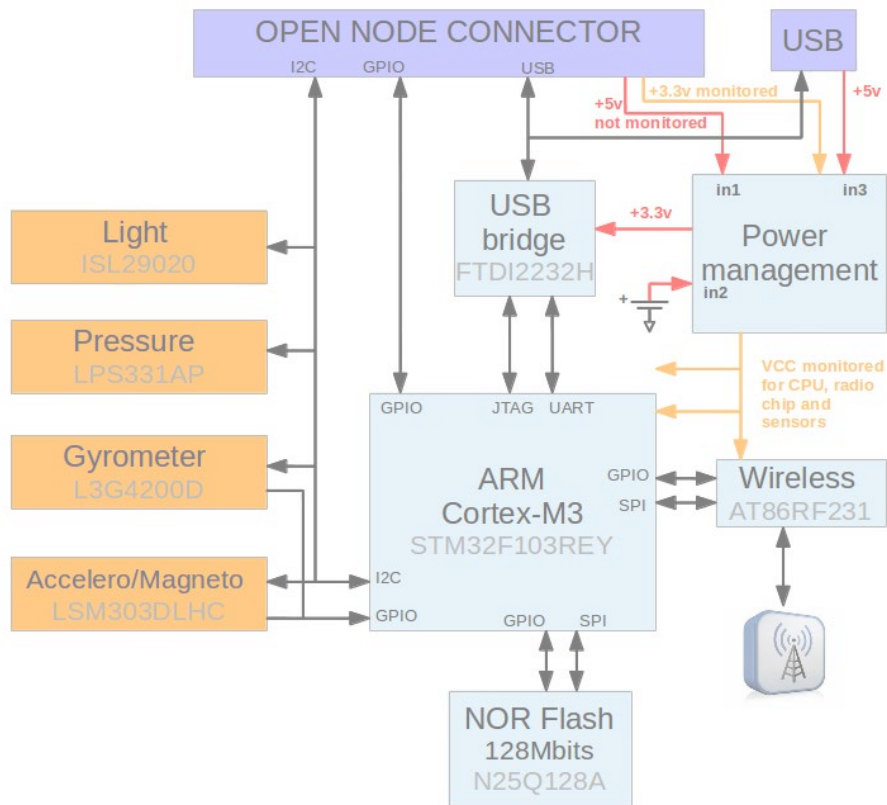 OPEN NODE CONNECTOR
I2C
GPIO
USB
USB
+3.3v monitored
+5v
not monitored
+5v
in1
in3
USB
bridge
FTDI2232H
+3.3v
Power
management
in2
+
Light
ISL29020
Pressure
LPS331AP
VCC monitored
for CPU, radio
chip and
sensors
GPIO
JTAG
UART
Gyrometer
L3G4200D
ARM
Cortex-M3
STM32F103REY
GPIO
SPI
Wireless
AT86RF231
Accelero/Magneto
LSM303DLHC
I2C
GPIO
GPIO
SPI
NOR Flash
128Mbits
N25Q128A